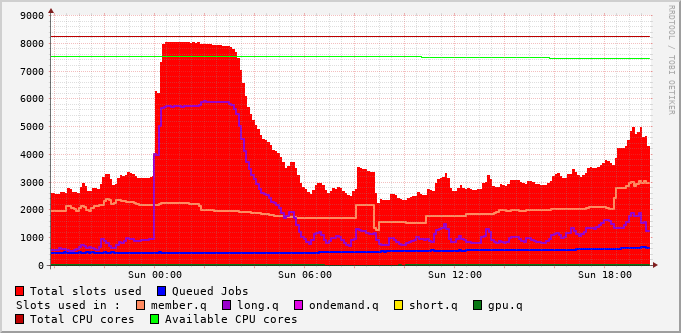 9000
8000
7000
6000
5000
4000
3000
2000
1000
0
Sun 00:00 Sun 06:00 Sun 12:00 Sun 18:00
RRDTOOL / TOBI OETIKER
Total slots used Queued Jobs
Slots used in : member.q long.q ondemand.q short.q gpu.q
Total CPU cores Available CPU cores